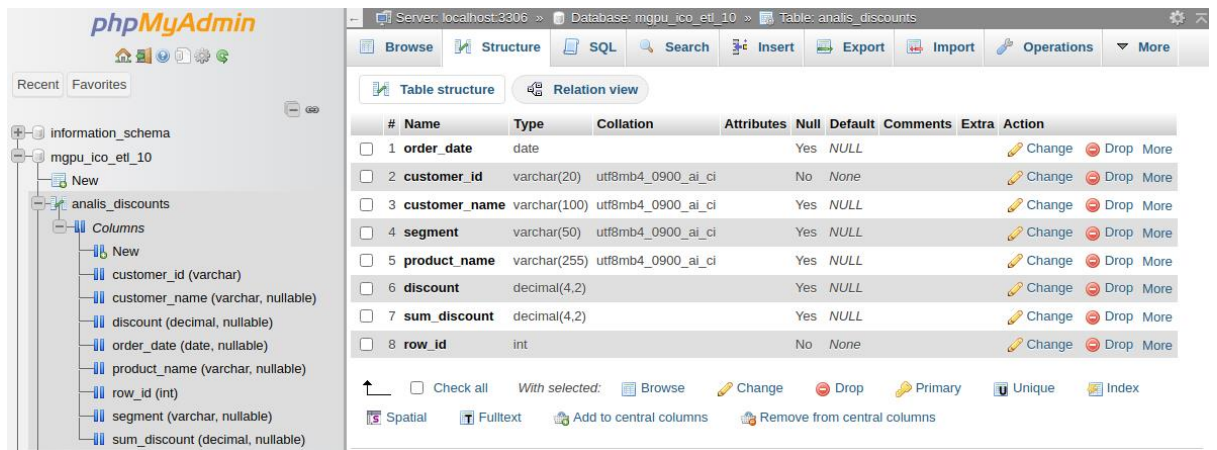 phpMyAdmin
Recent Favorites
information_schema
mgpu_ico_etl_10
New
analis_discounts
Columns
New
customer_id (varchar)
customer_name (varchar, nullable)
discount (decimal, nullable)
order_date (date, nullable)
product_name (varchar, nullable)
row_id (int)
segment (varchar, nullable)
sum_discount (decimal, nullable)
Server: localhost:3306 » Database: mgpu_ico_etl_10 » Table: analis_discounts
Browse Structure SQL Search Insert Export Import Operations More
Table structure Relation view
# Name Type Collation Attributes Null Default Comments Extra Action
1 order_date date Yes NULL Change Drop More
2 customer_id varchar(20) utf8mb4_0900_ai_ci No None Change Drop More
3 customer_name varchar(100) utf8mb4_0900_ai_ci Yes NULL Change Drop More
4 segment varchar(50) utf8mb4_0900_ai_ci Yes NULL Change Drop More
5 product_name varchar(255) utf8mb4_0900_ai_ci Yes NULL Change Drop More
6 discount decimal(4,2) Yes NULL Change Drop More
7 sum_discount decimal(4,2) Yes NULL Change Drop More
8 row_id int No None Change Drop More
Check all With selected: Browse Change Drop Primary Unique Index
Spatial Fulltext Add to central columns Remove from central columns